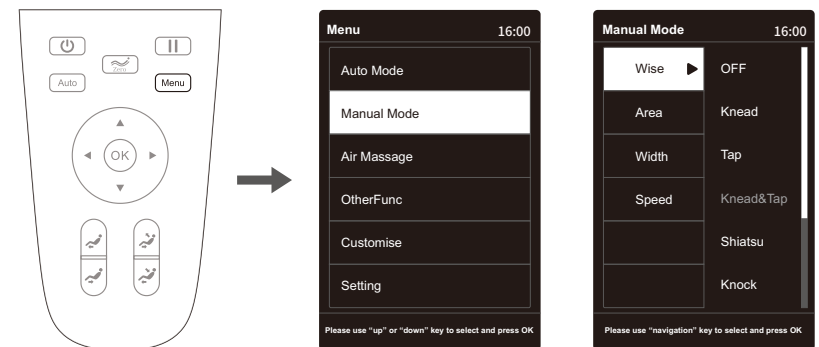 Zero
Auto
Menu
OK
Menu 16:00
Auto Mode
Manual Mode
Air Massage
OtherFunc
Customise
Setting
Please use “up” or “down” key to select and press OK
Manual Mode 16:00
Wise OFF
Area Knead
Width Tap
Speed Knead&Tap
Shiatsu
Knock
Please use “navigation” key to select and press OK